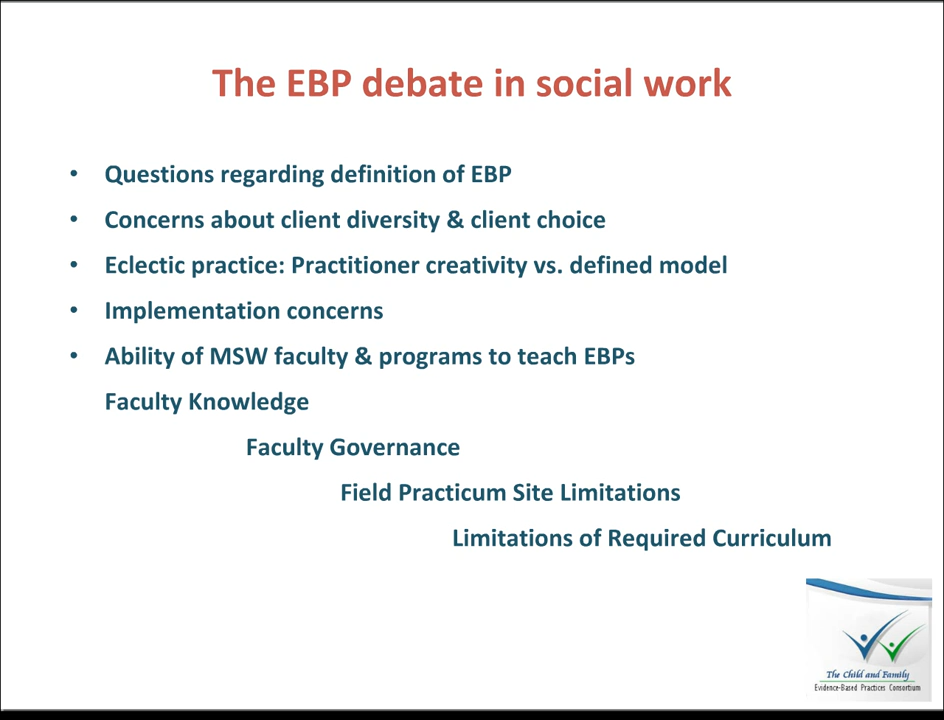 The EBP debate in social work
• Questions regarding definition of EBP
• Concerns about client diversity & client choice
• Eclectic practice: Practitioner creativity vs. defined model
• Implementation concerns
• Ability of MSW faculty & programs to teach EBPs
Faculty Knowledge
Faculty Governance
Field Practicum Site Limitations
Limitations of Required Curriculum
The Child and Family
Evidence-Based Practices Consortium